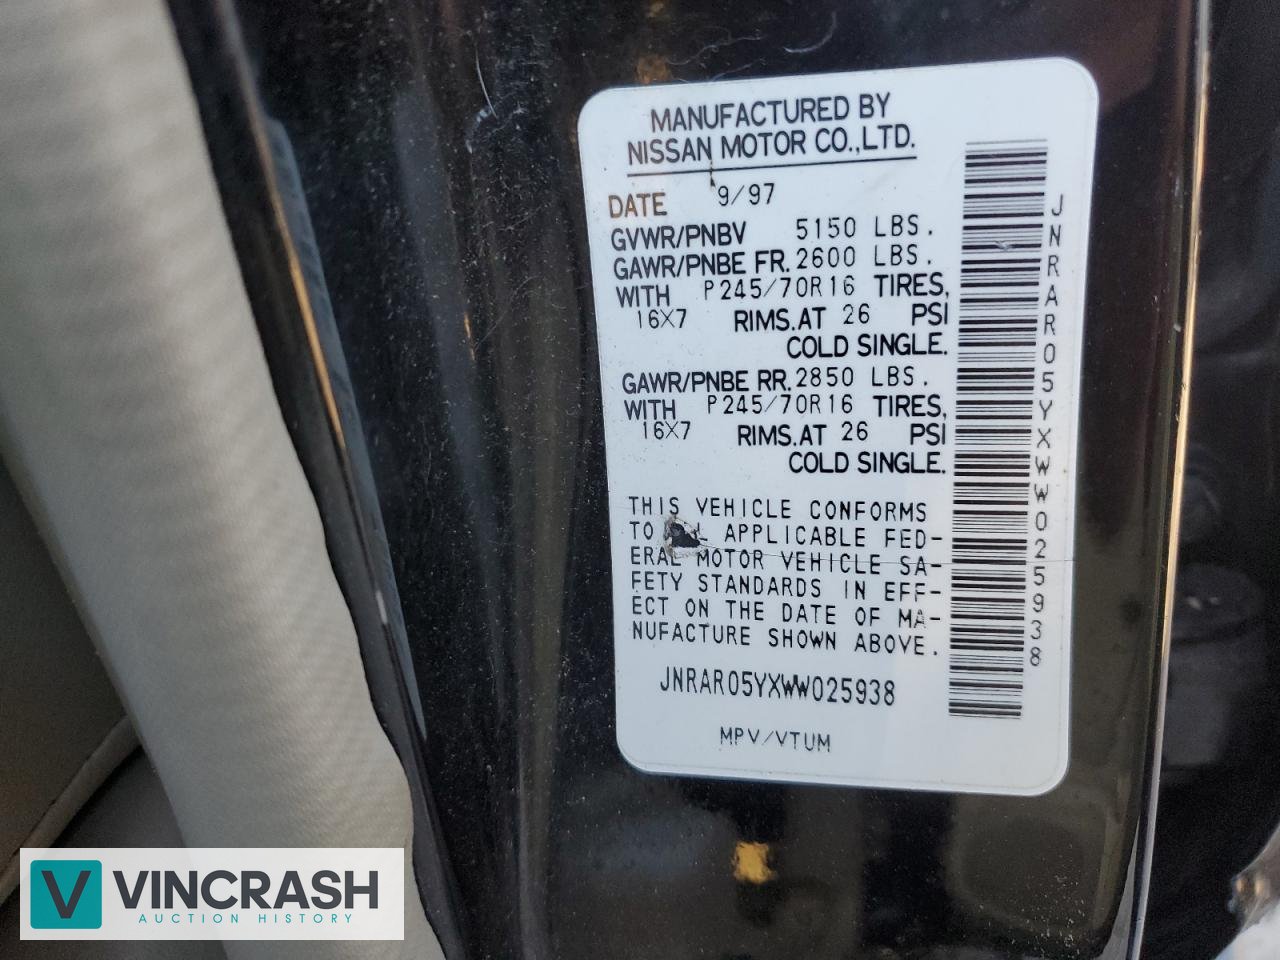 MANUFACTURED BY
NISSAN MOTOR CO.,LTD.
DATE 9/97
GVWR/PNBV 5150 LBS.
GAWR/PNBE FR. 2600 LBS.
WITH P245/70R16 TIRES,
16X7 RIMS.AT 26 PSI
COLD SINGLE.
GAWR/PNBE RR. 2850 LBS.
WITH P245/70R16 TIRES,
16X7 RIMS.AT 26 PSI
COLD SINGLE.
THIS VEHICLE CONFORMS
TO APPLICABLE FED-
ERAL MOTOR VEHICLE SA-
FETY STANDARDS IN EFF-
ECT ON THE DATE OF MA-
NUFACTURE SHOWN ABOVE.
JNRAR05YXWW025938
MPV/VTUM
JNRAR05YXWW025938
V VINCRASH
AUCTION HISTORY